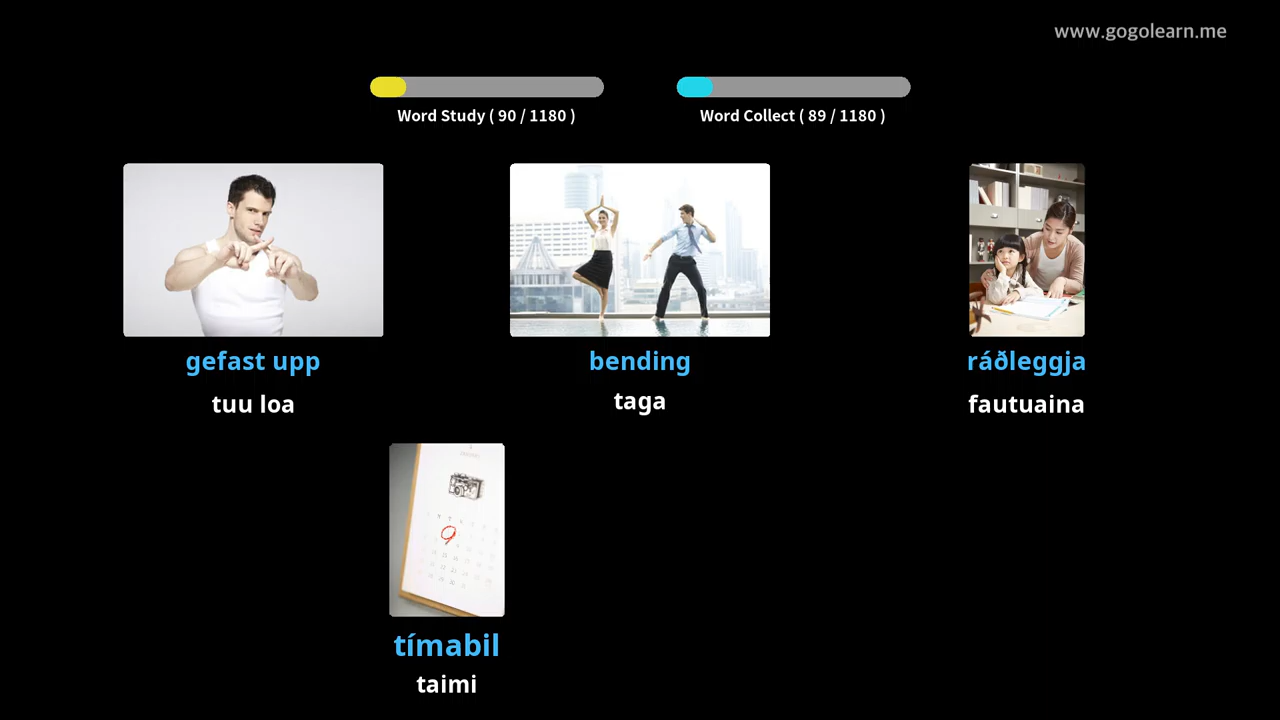 www.gogolearn.me
Word Study ( 90 / 1180 )
Word Collect ( 89 / 1180 )
gefast upp
bending
ráðleggja
tuu loa
taga
fautuaina
tímabil
taimi